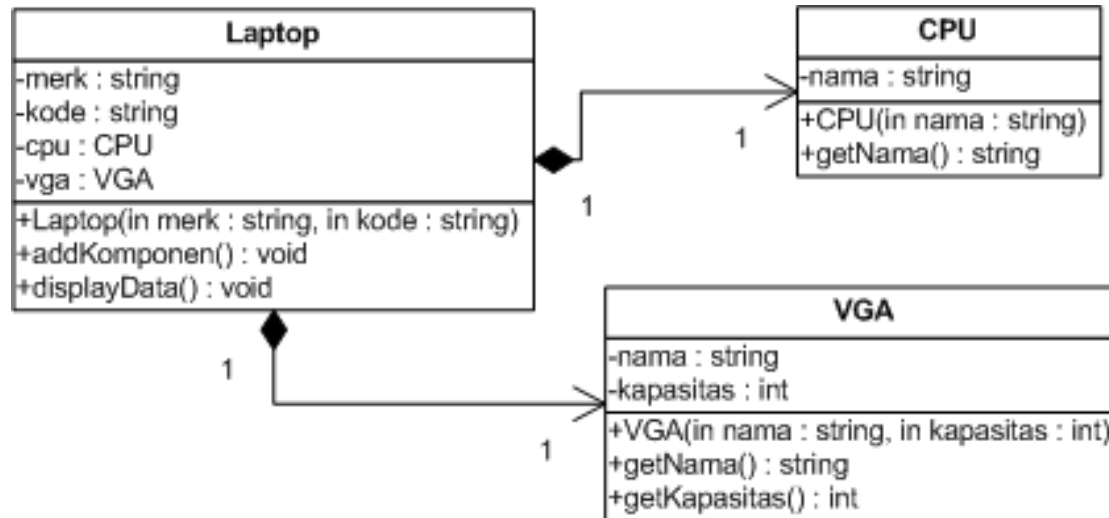 Laptop
-merk : string
-kode : string
-cpu : CPU
-vga : VGA
+Laptop(in merk : string, in kode : string)
+addKomponen() : void
+displayData() : void
CPU
-nama : string
+CPU(in nama : string)
+getNama() : string
1
1
1
1
VGA
-nama : string
-kapasitas : int
+VGA(in nama : string, in kapasitas : int)
+getNama() : string
+getKapasitas() : int